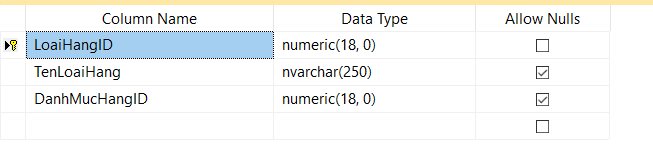 Column Name Data Type Allow Nulls
LoaiHangID numeric(18, 0)
TenLoaiHang nvarchar(250)
DanhMucHangID numeric(18, 0)